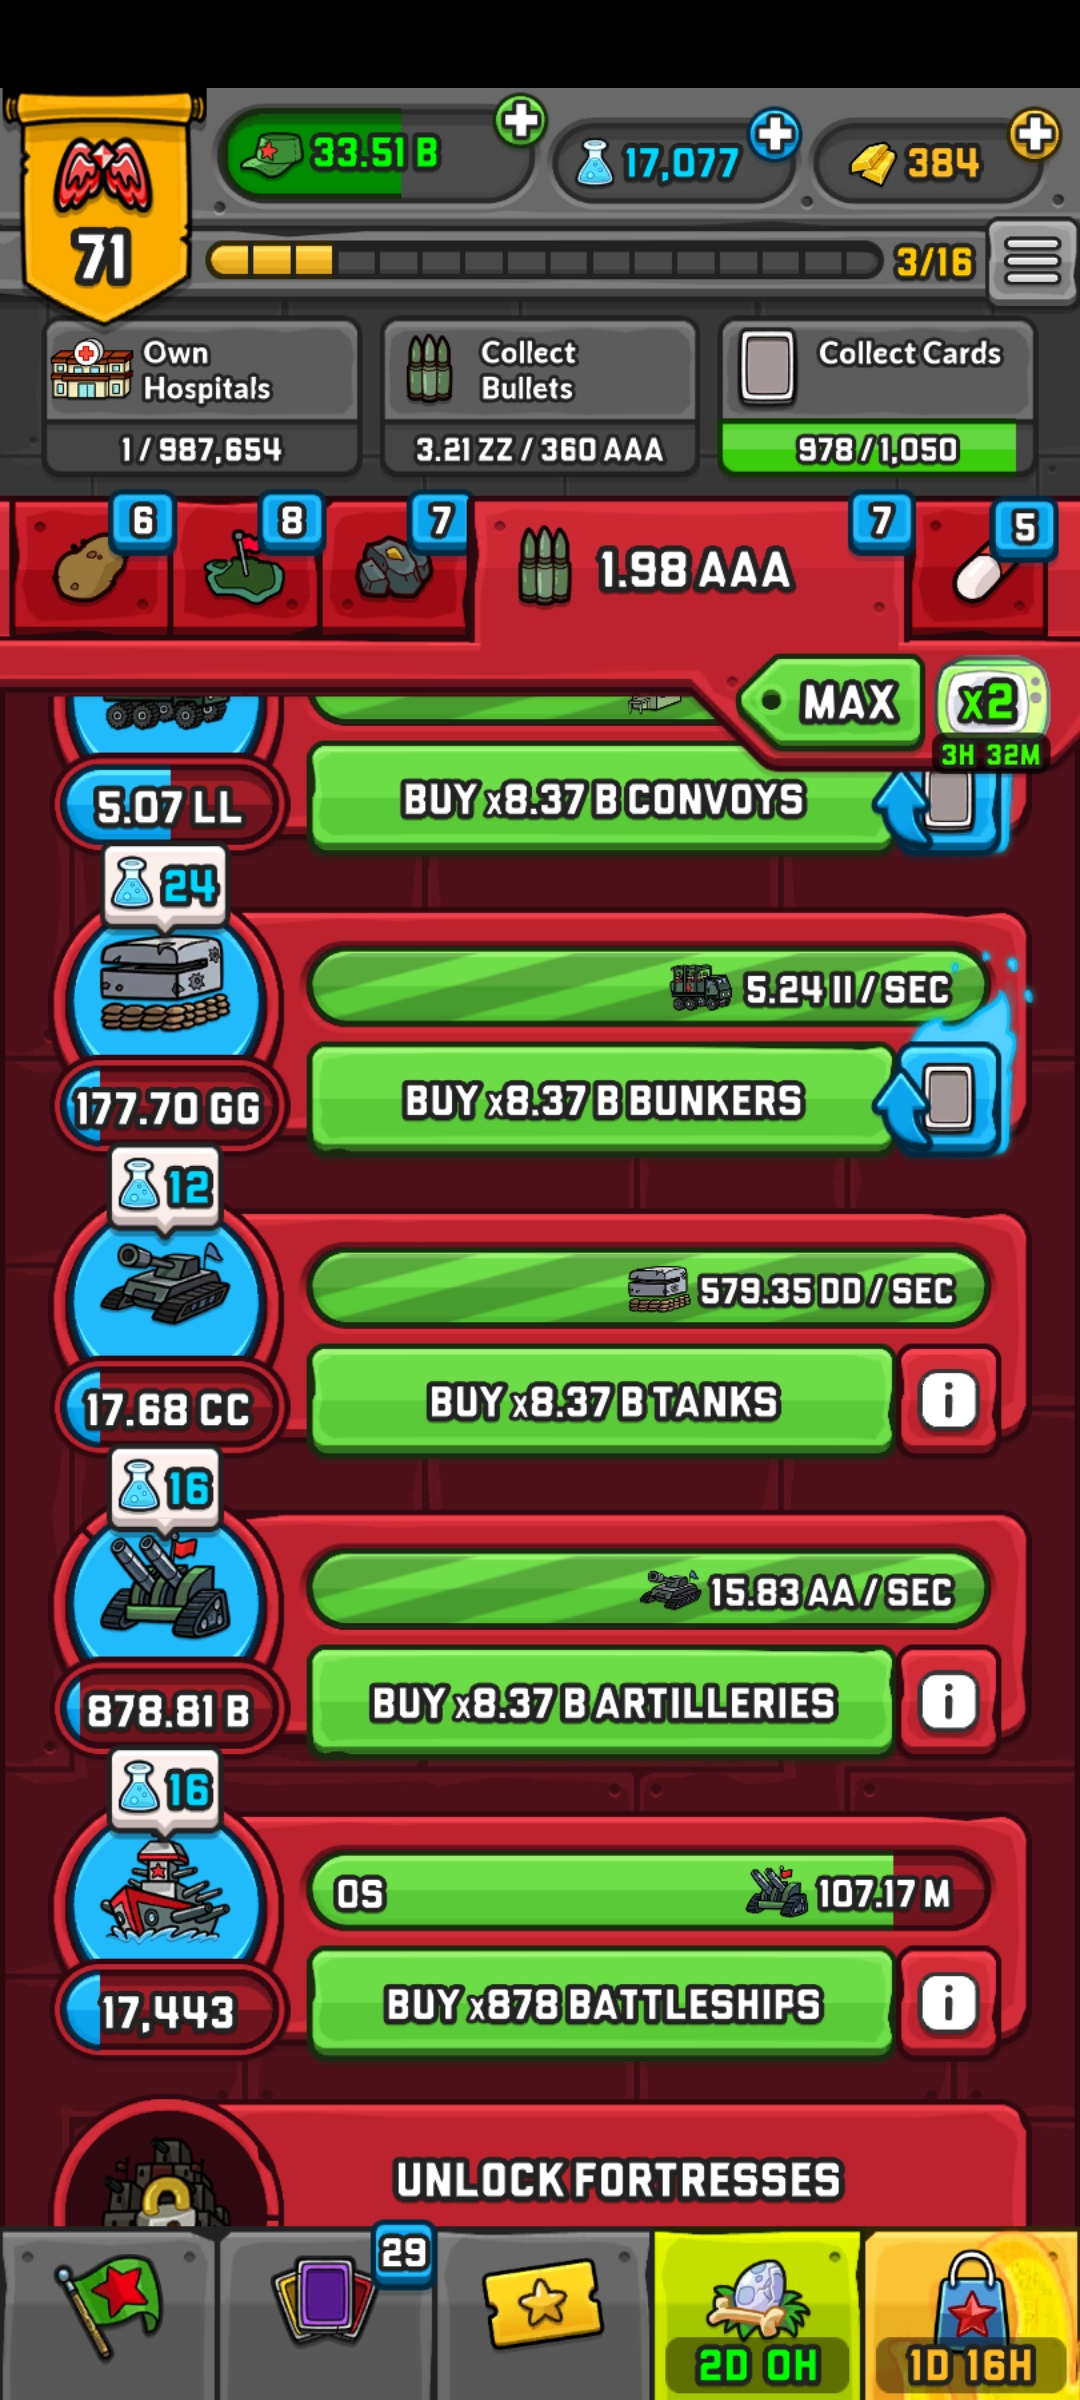 33.51 B
17,077
384
71
3/16
Own
Hospitals
1 / 987,654
Collect
Bullets
3.21 ZZ / 360 AAA
Collect Cards
978 / 1,050
6
8
7
1.98 AAA
7
5
MAX
x2
3H 32M
5.07 LL
BUY x8.37 B CONVOYS
24
5.24 II / SEC
177.70 GG
BUY x8.37 B BUNKERS
12
579.35 DD / SEC
17.68 CC
BUY x8.37 B TANKS
i
16
15.83 AA / SEC
878.81 B
BUY x8.37 B ARTILLERIES
i
16
0S
107.17 M
17,443
BUY x878 BATTLESHIPS
i
UNLOCK FORTRESSES
29
2D 0H
1D 16H